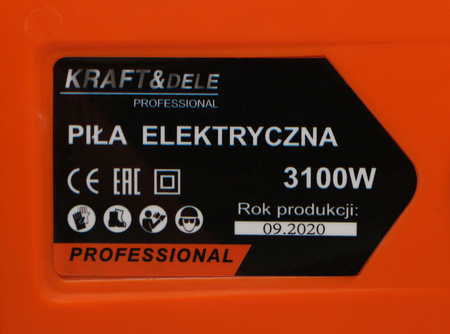 KRAFT&DELE
PROFESSIONAL
PIŁA ELEKTRYCZNA
CE EAC 3100W
Rok produkcji:
09.2020
PROFESSIONAL